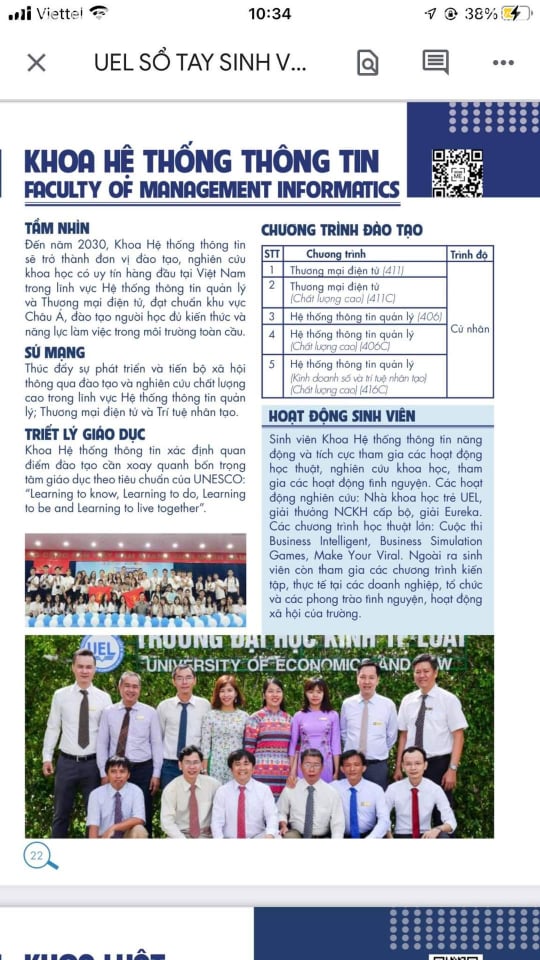 Viettel
10:34
38%
UEL SỔ TAY SINH V...
KHOA HỆ THỐNG THÔNG TIN
FACULTY OF MANAGEMENT INFORMATICS
TẦM NHÌN
Đến năm 2030, Khoa Hệ thống thông tin
sẽ trở thành đơn vị đào tạo, nghiên cứu
khoa học có uy tín hàng đầu tại Việt Nam
trong lĩnh vực Hệ thống thông tin quản lý
và Thương mại điện tử, đạt chuẩn khu vực
Châu Á, đào tạo người học đủ kiến thức và
năng lực làm việc trong môi trường toàn cầu.
SỨ MẠNG
Thúc đẩy sự phát triển và tiến bộ xã hội
thông qua đào tạo và nghiên cứu chất lượng
cao trong lĩnh vực Hệ thống thông tin quản
lý; Thương mại điện tử và Trí tuệ nhân tạo.
TRIẾT LÝ GIÁO DỤC
Khoa Hệ thống thông tin xác định quan
điểm đào tạo cần xoay quanh bốn trọng
tâm giáo dục theo tiêu chuẩn của UNESCO:
“Learning to know, Learning to do, Learning
to be and Learning to live together”.
CHƯƠNG TRÌNH ĐÀO TẠO
STT Chương trình Trình độ
1 Thương mại điện tử (411)
2 Thương mại điện tử
(Chất lượng cao) (411C)
3 Hệ thống thông tin quản lý (406)
Cử nhân
4 Hệ thống thông tin quản lý
(Chất lượng cao) (406C)
5 Hệ thống thông tin quản lý
(Kinh doanh số và trí tuệ nhân tạo)
(Chất lượng cao) (416C)
HOẠT ĐỘNG SINH VIÊN
Sinh viên Khoa Hệ thống thông tin năng
động và tích cực tham gia các hoạt động
học thuật, nghiên cứu khoa học, tham
gia các hoạt động tình nguyện. Các hoạt
động nghiên cứu: Nhà khoa học trẻ UEL,
giải thưởng NCKH cấp bộ, giải Eureka.
Các chương trình học thuật lớn: Cuộc thi
Business Intelligent, Business Simulation
Games, Make Your Viral. Ngoài ra sinh
viên còn tham gia các chương trình kiến
tập, thực tế tại các doanh nghiệp, tổ chức
và các phong trào tình nguyện, hoạt động
xã hội của trường.
UEL
TRƯỜNG ĐẠI HỌC KINH TẾ-LUẬT
UNIVERSITY OF ECONOMICS AND LAW
22
KHOA LUẬT